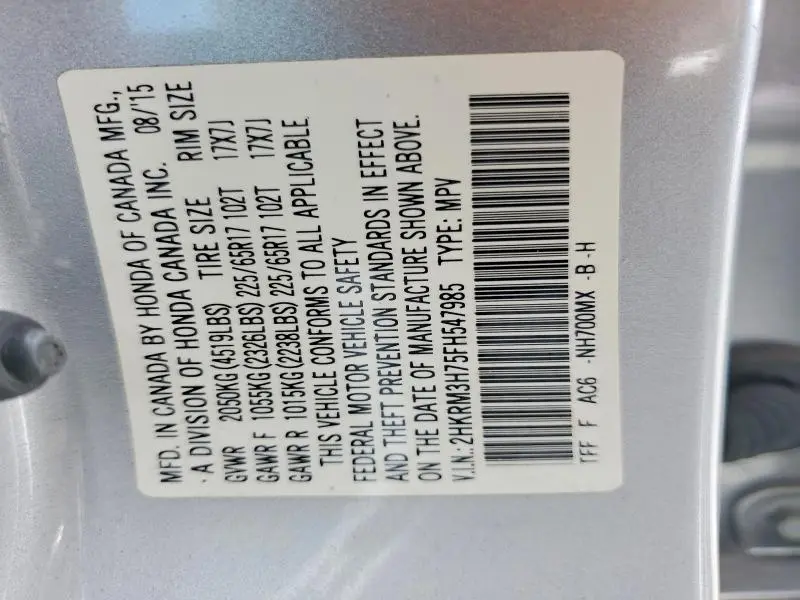 MFD. IN CANADA BY HONDA OF CANADA MFG.,
· A DIVISION OF HONDA CANADA INC. 08/'15
GVWR 2050KG(4519LBS) TIRE SIZE RIM SIZE
GAWR F 1055KG(2326LBS)225/65R17 102T 17X7J
GAWR R 1015KG(2238LBS)225/65R17 102T 17X7J
THIS VEHICLE CONFORMS TO ALL APPLICABLE
FEDERAL MOTOR VEHICLE SAFETY
AND THEFT PREVENTION STANDARDS IN EFFECT
ON THE DATE OF MANUFACTURE SHOWN ABOVE.
V.I.N.: 2HKRM3H75FH547985 TYPE: MPV
TFF F AC6 -NH700MX -B -H